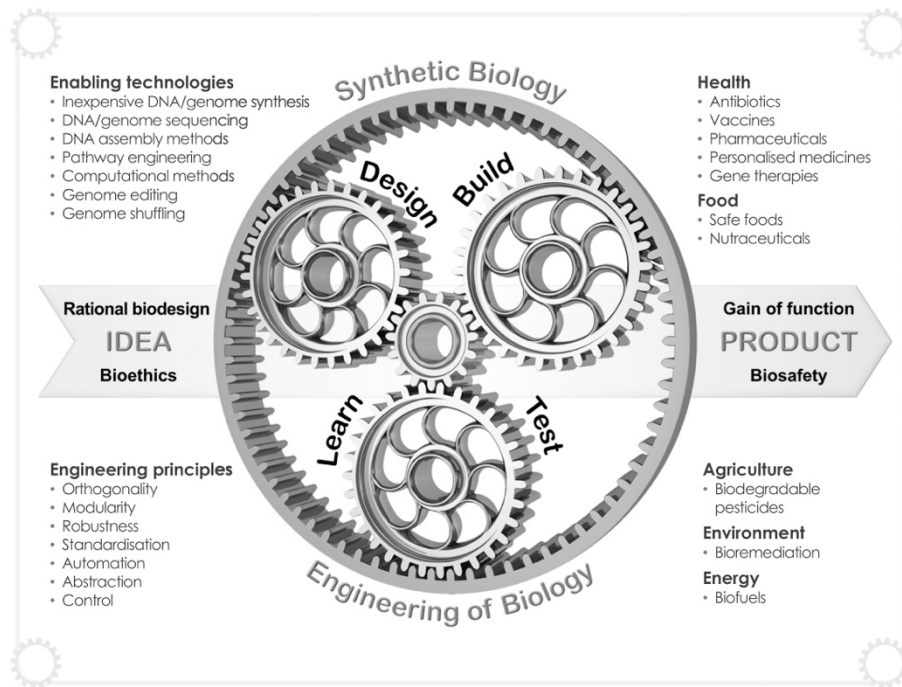 Synthetic Biology
Enabling technologies
• Inexpensive DNA/genome synthesis
• DNA/genome sequencing
• DNA assembly methods
• Pathway engineering
• Computational methods
• Genome editing
• Genome shuffling
Health
• Antibiotics
• Vaccines
• Pharmaceuticals
• Personalised medicines
• Gene therapies
Food
• Safe foods
• Nutraceuticals
Design
Build
Rational biodesign
IDEA
Bioethics
Gain of function
PRODUCT
Biosafety
Learn
Test
Engineering principles
• Orthogonality
• Modularity
• Robustness
• Standardisation
• Automation
• Abstraction
• Control
Agriculture
• Biodegradable
pesticides
Environment
• Bioremediation
Energy
• Biofuels
Engineering of Biology